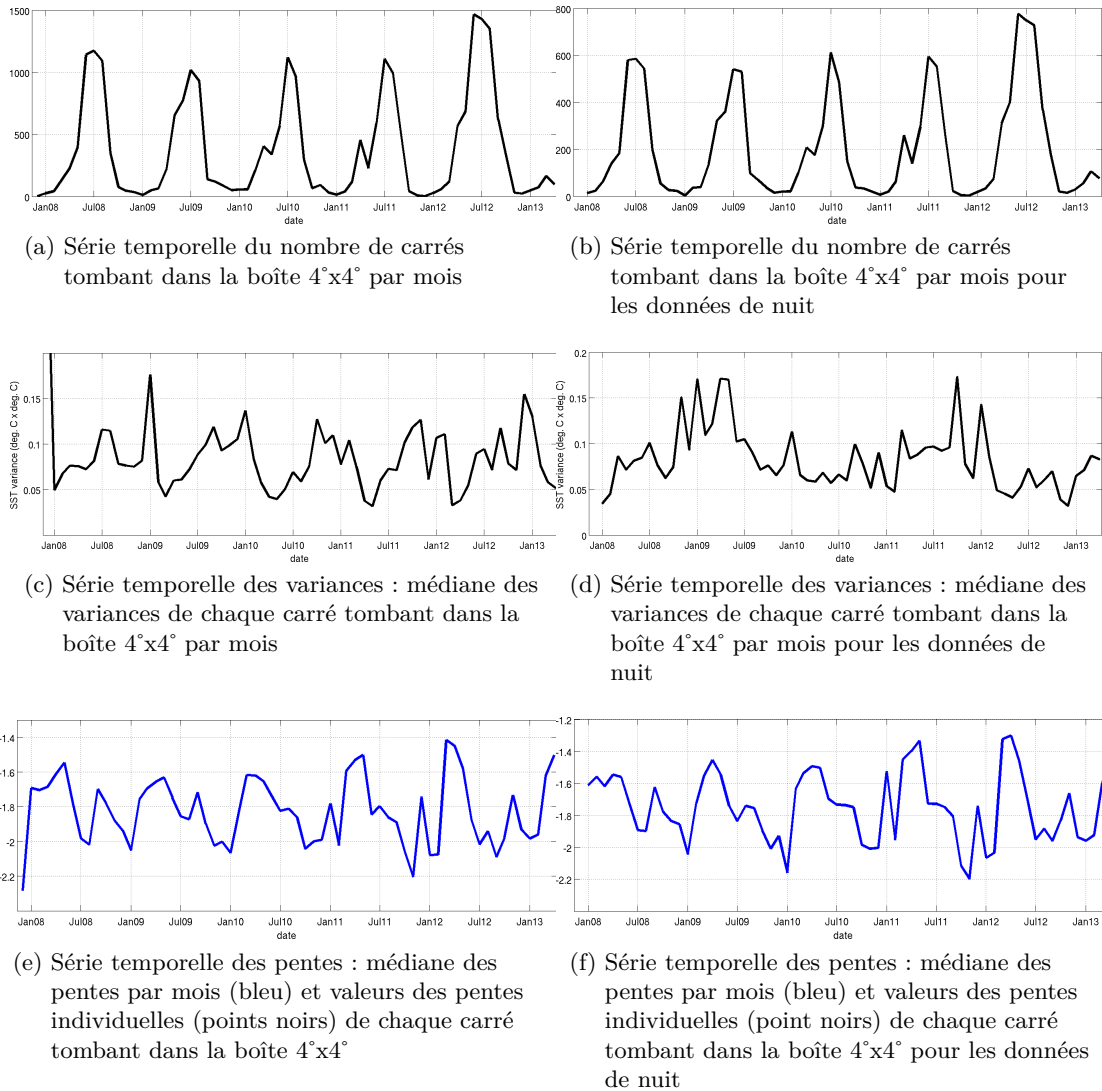 1500
1000
500
0
Jan08 Jul08 Jan09 Jul09 Jan10 Jul10 Jan11 Jul11 Jan12 Jul12 Jan13
date
800
600
400
200
0
Jan08 Jul08 Jan09 Jul09 Jan10 Jul10 Jan11 Jul11 Jan12 Jul12 Jan13
date
(a) Série temporelle du nombre de carrés
tombant dans la boîte 4°x4° par mois
(b) Série temporelle du nombre de carrés
tombant dans la boîte 4°x4° par mois pour
les données de nuit
SST variance (deg. C x deg. C)
0.15
0.1
0.05
Jan08 Jul08 Jan09 Jul09 Jan10 Jul10 Jan11 Jul11 Jan12 Jul12 Jan13
date
SST variance (deg. C x deg. C)
0.2
0.15
0.1
0.05
0
Jan08 Jul08 Jan09 Jul09 Jan10 Jul10 Jan11 Jul11 Jan12 Jul12 Jan13
date
(c) Série temporelle des variances : médiane des
variances de chaque carré tombant dans la
boîte 4°x4° par mois
(d) Série temporelle des variances : médiane des
variances de chaque carré tombant dans la
boîte 4°x4° par mois pour les données de
nuit
-1.4
-1.6
-1.8
-2
-2.2
Jan08 Jul08 Jan09 Jul09 Jan10 Jul10 Jan11 Jul11 Jan12 Jul12 Jan13
date
-1.2
-1.4
-1.6
-1.8
-2
-2.2
Jan08 Jul08 Jan09 Jul09 Jan10 Jul10 Jan11 Jul11 Jan12 Jul12 Jan13
date
(e) Série temporelle des pentes : médiane des
pentes par mois (bleu) et valeurs des pentes
individuelles (points noirs) de chaque carré
tombant dans la boîte 4°x4°
(f) Série temporelle des pentes : médiane des
pentes par mois (bleu) et valeurs des pentes
individuelles (point noirs) de chaque carré
tombant dans la boîte 4°x4° pour les données
de nuit